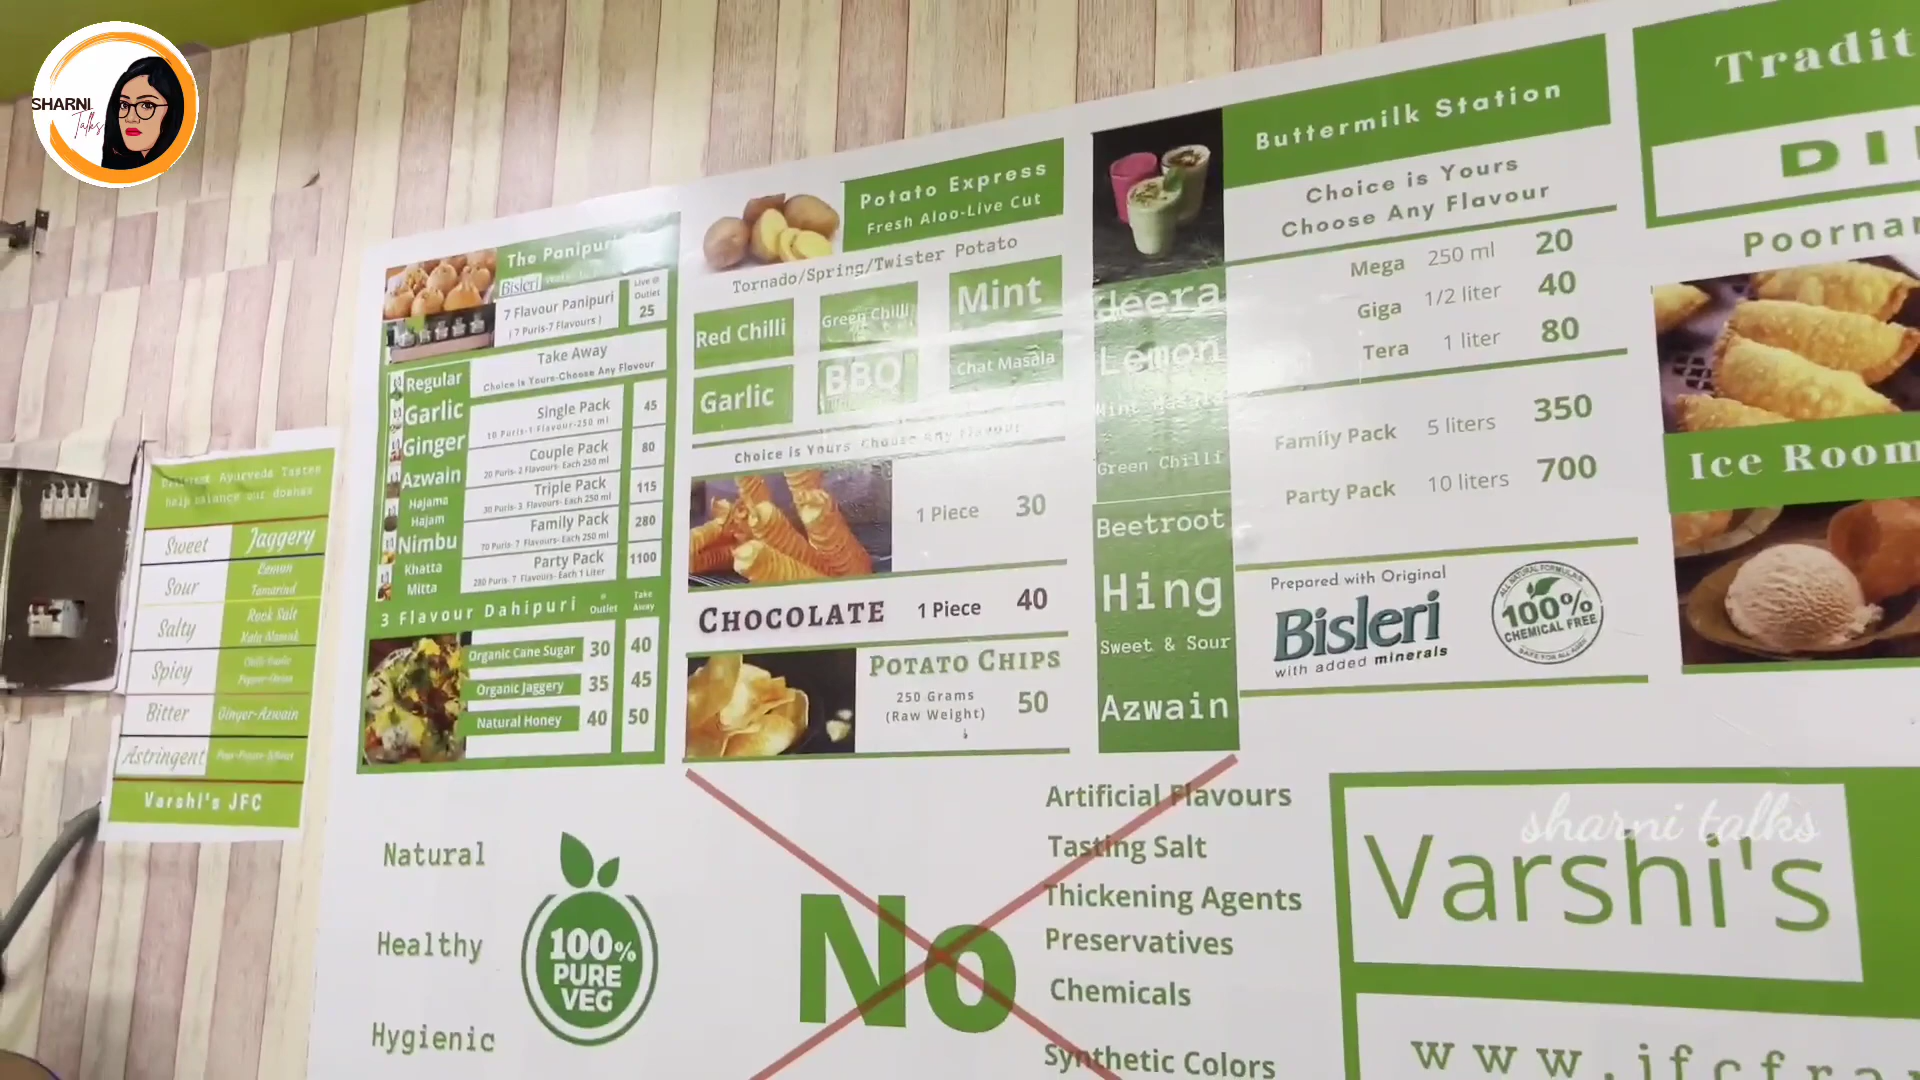 SHARNI
Talks
Different Ayurveda Tastes
help balance our doshas
Sweet Jaggery
Sour Lemon
Tamarind
Salty Rock Salt
Kala Namak
Spicy
Bitter Ginger-Azwain
Astringent
Varshi's JFC
The Panipuri
Bisleri
7 Flavour Panipuri
( 7 Puris-7 Flavours )
Live @
Outlet
25
Take Away
Choice is Yours-Choose Any Flavour
Regular
Garlic
Ginger
Azwain
Hajama
Hajam
Nimbu
Khatta
Mitta
Single Pack 45
10 Puris-1 Flavour-250 ml
Couple Pack 80
20 Puris- 2 Flavours- Each 250 ml
Triple Pack 115
30 Puris- 3 Flavours- Each 250 ml
Family Pack 280
70 Puris- 7 Flavours- Each 250 ml
Party Pack 1100
280 Puris- 7 Flavours- Each 1 Liter
3 Flavour Dahipuri @ Outlet Take Away
Organic Cane Sugar 30 40
Organic Jaggery 35 45
Natural Honey 40 50
Potato Express
Fresh Aloo-Live Cut
Tornado/Spring/Twister Potato
Red Chilli Green Chilli Mint
Garlic BBQ Chat Masala
Choice is Yours Choose Any Flavour
1 Piece 30
CHOCOLATE 1 Piece 40
POTATO CHIPS
250 Grams
(Raw Weight) 50
Buttermilk Station
Choice is Yours
Choose Any Flavour
Jeera
Lemon
Mint Masala
Green Chilli
Beetroot
Hing
Sweet & Sour
Azwain
Mega 250 ml 20
Giga 1/2 liter 40
Tera 1 liter 80
Family Pack 5 liters 350
Party Pack 10 liters 700
Prepared with Original
Bisleri
with added minerals
ALL NATURAL FORMULAS
100%
CHEMICAL FREE
SAFE FOR ALL AGES
Tradit
DI
Poorna
Ice Room
Natural
Healthy
Hygienic
100%
PURE
VEG
No
Artificial Flavours
Tasting Salt
Thickening Agents
Preservatives
Chemicals
Synthetic Colors
sharni talks
Varshi's
www.jfcfra